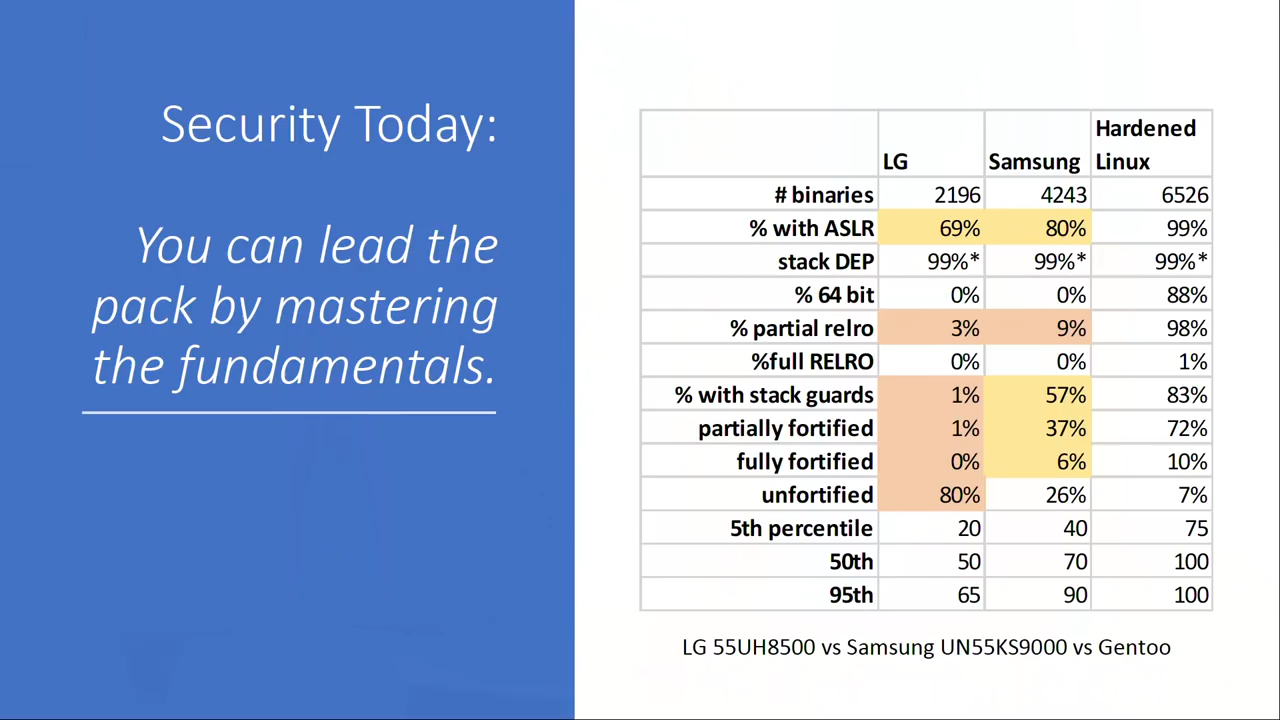 Security Today:
You can lead the
pack by mastering
the fundamentals.
LG Samsung Hardened Linux
# binaries 2196 4243 6526
% with ASLR 69% 80% 99%
stack DEP 99%* 99%* 99%*
% 64 bit 0% 0% 88%
% partial relro 3% 9% 98%
%full RELRO 0% 0% 1%
% with stack guards 1% 57% 83%
partially fortified 1% 37% 72%
fully fortified 0% 6% 10%
unfortified 80% 26% 7%
5th percentile 20 40 75
50th 50 70 100
95th 65 90 100
LG 55UH8500 vs Samsung UN55KS9000 vs Gentoo